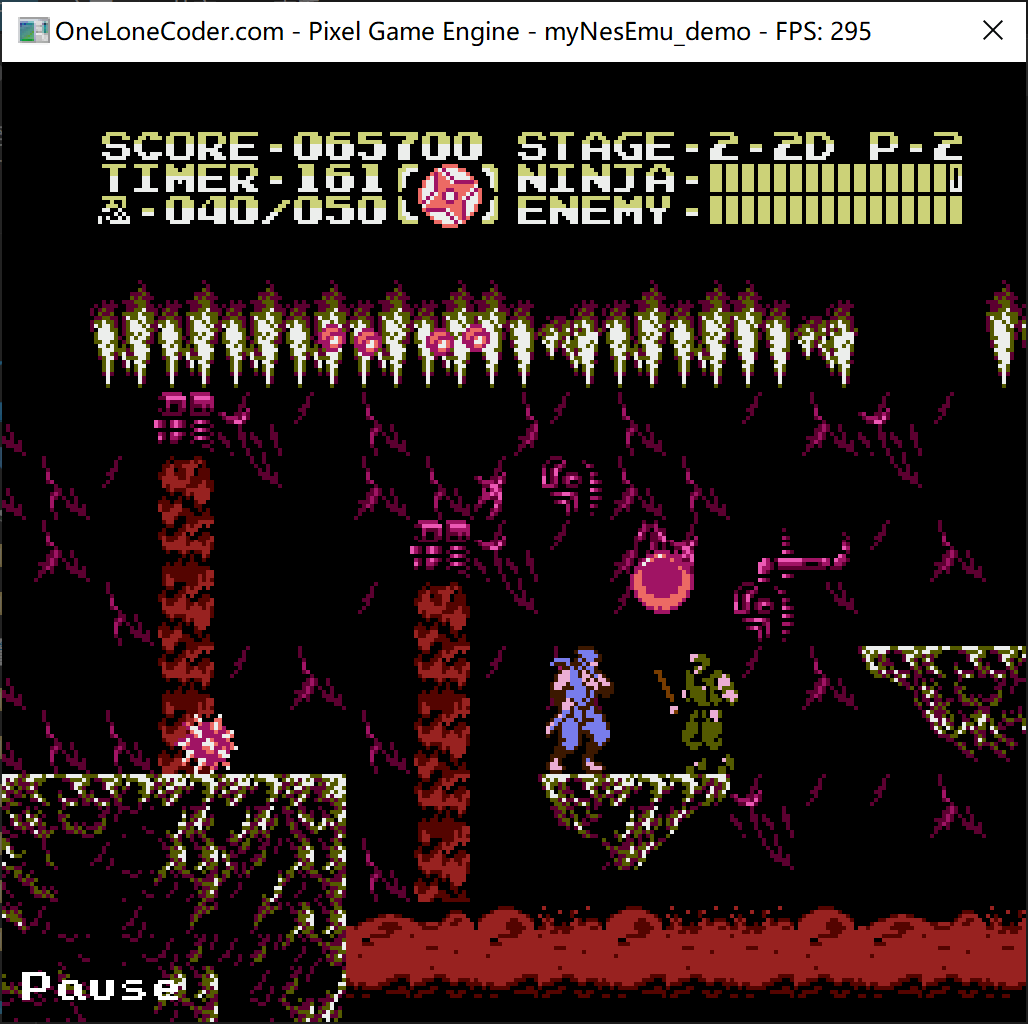 OneLoneCoder.com - Pixel Game Engine - myNesEmu_demo - FPS: 295
SCORE-065700 STAGE-2-2D P-2
TIMER-161 NINJA-
-040/050 ENEMY-
Pause